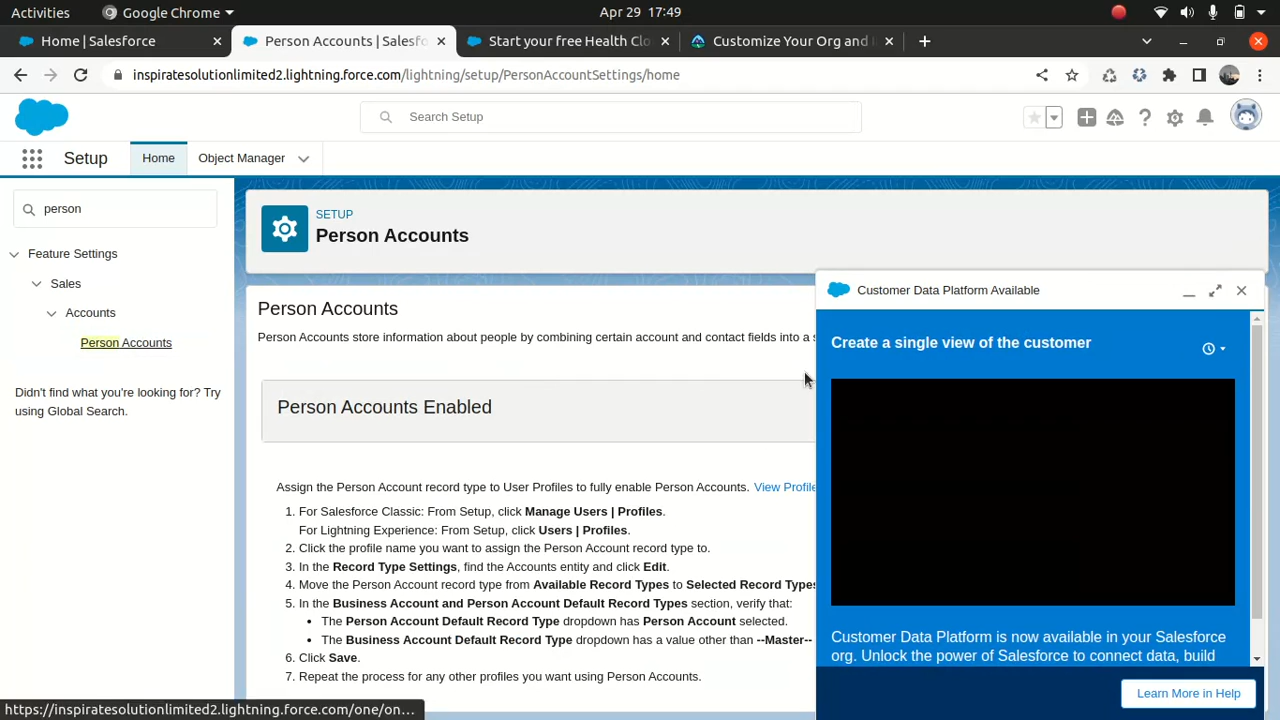 Activities
Google Chrome
Apr 29 17:49
Home | Salesforce
Person Accounts | Salesfo
Start your free Health Clo
Customize Your Org and
inspiratesolutionlimited2.lightning.force.com/lightning/setup/PersonAccountSettings/home
Search Setup
Setup
Home
Object Manager
person
Feature Settings
Sales
Accounts
Person Accounts
Didn't find what you're looking for? Try
using Global Search.
SETUP
Person Accounts
Person Accounts
Person Accounts store information about people by combining certain account and contact fields into a s
Person Accounts Enabled
Assign the Person Account record type to User Profiles to fully enable Person Accounts. View Profile
1. For Salesforce Classic: From Setup, click Manage Users | Profiles.
For Lightning Experience: From Setup, click Users | Profiles.
2. Click the profile name you want to assign the Person Account record type to.
3. In the Record Type Settings, find the Accounts entity and click Edit.
4. Move the Person Account record type from Available Record Types to Selected Record Types
5. In the Business Account and Person Account Default Record Types section, verify that:
• The Person Account Default Record Type dropdown has Person Account selected.
• The Business Account Default Record Type dropdown has a value other than --Master--
6. Click Save.
7. Repeat the process for any other profiles you want using Person Accounts.
Customer Data Platform Available
Create a single view of the customer
Customer Data Platform is now available in your Salesforce
org. Unlock the power of Salesforce to connect data, build
Learn More in Help
https://inspiratesolutionlimited2.lightning.force.com/one/on...